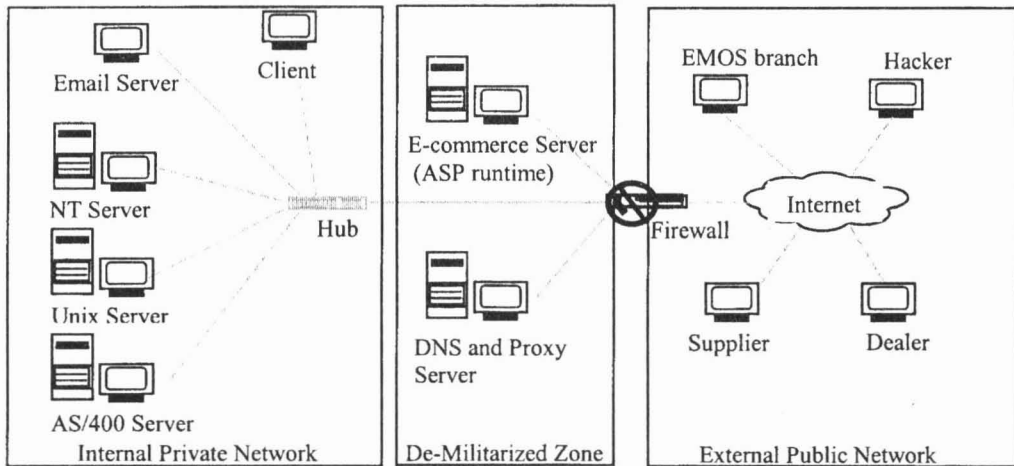 Email Server
Client
NT Server
Hub
Unix Server
AS/400 Server
Internal Private Network
E-commerce Server
(ASP runtime)
DNS and Proxy
Server
De-Militarized Zone
Firewall
EMOS branch
Hacker
Internet
Supplier
Dealer
External Public Network